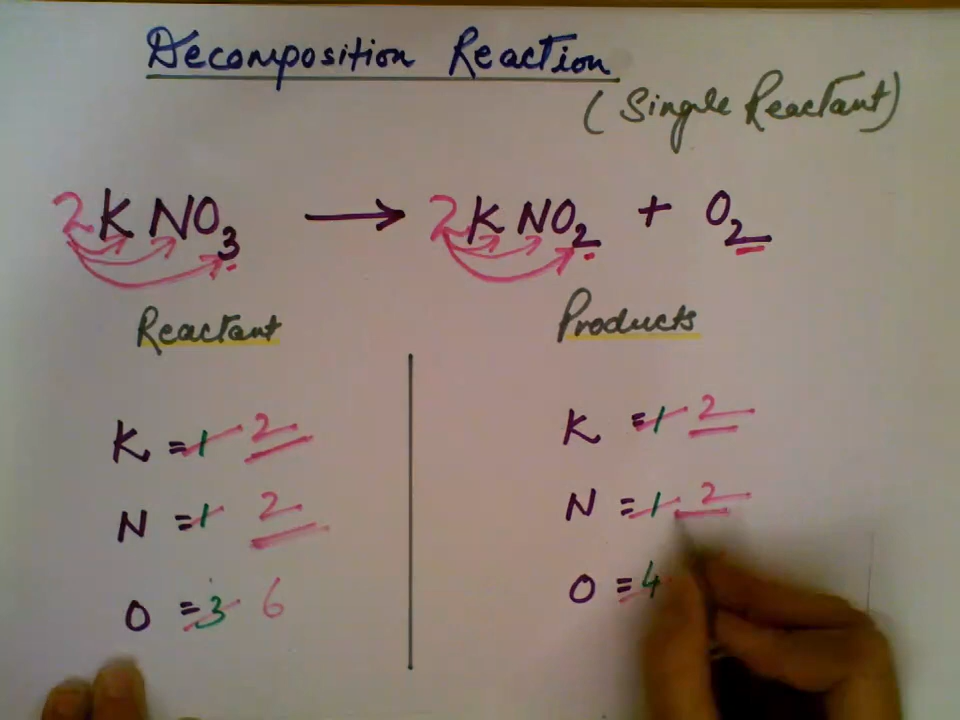 Decomposition Reaction
(Single Reactant)
2KNO₃ → 2KNO₂ + O₂
Reactant Products
K = 1 2 K = 1 2
N = 1 2 N = 1 2
O = 3 6 O = 4